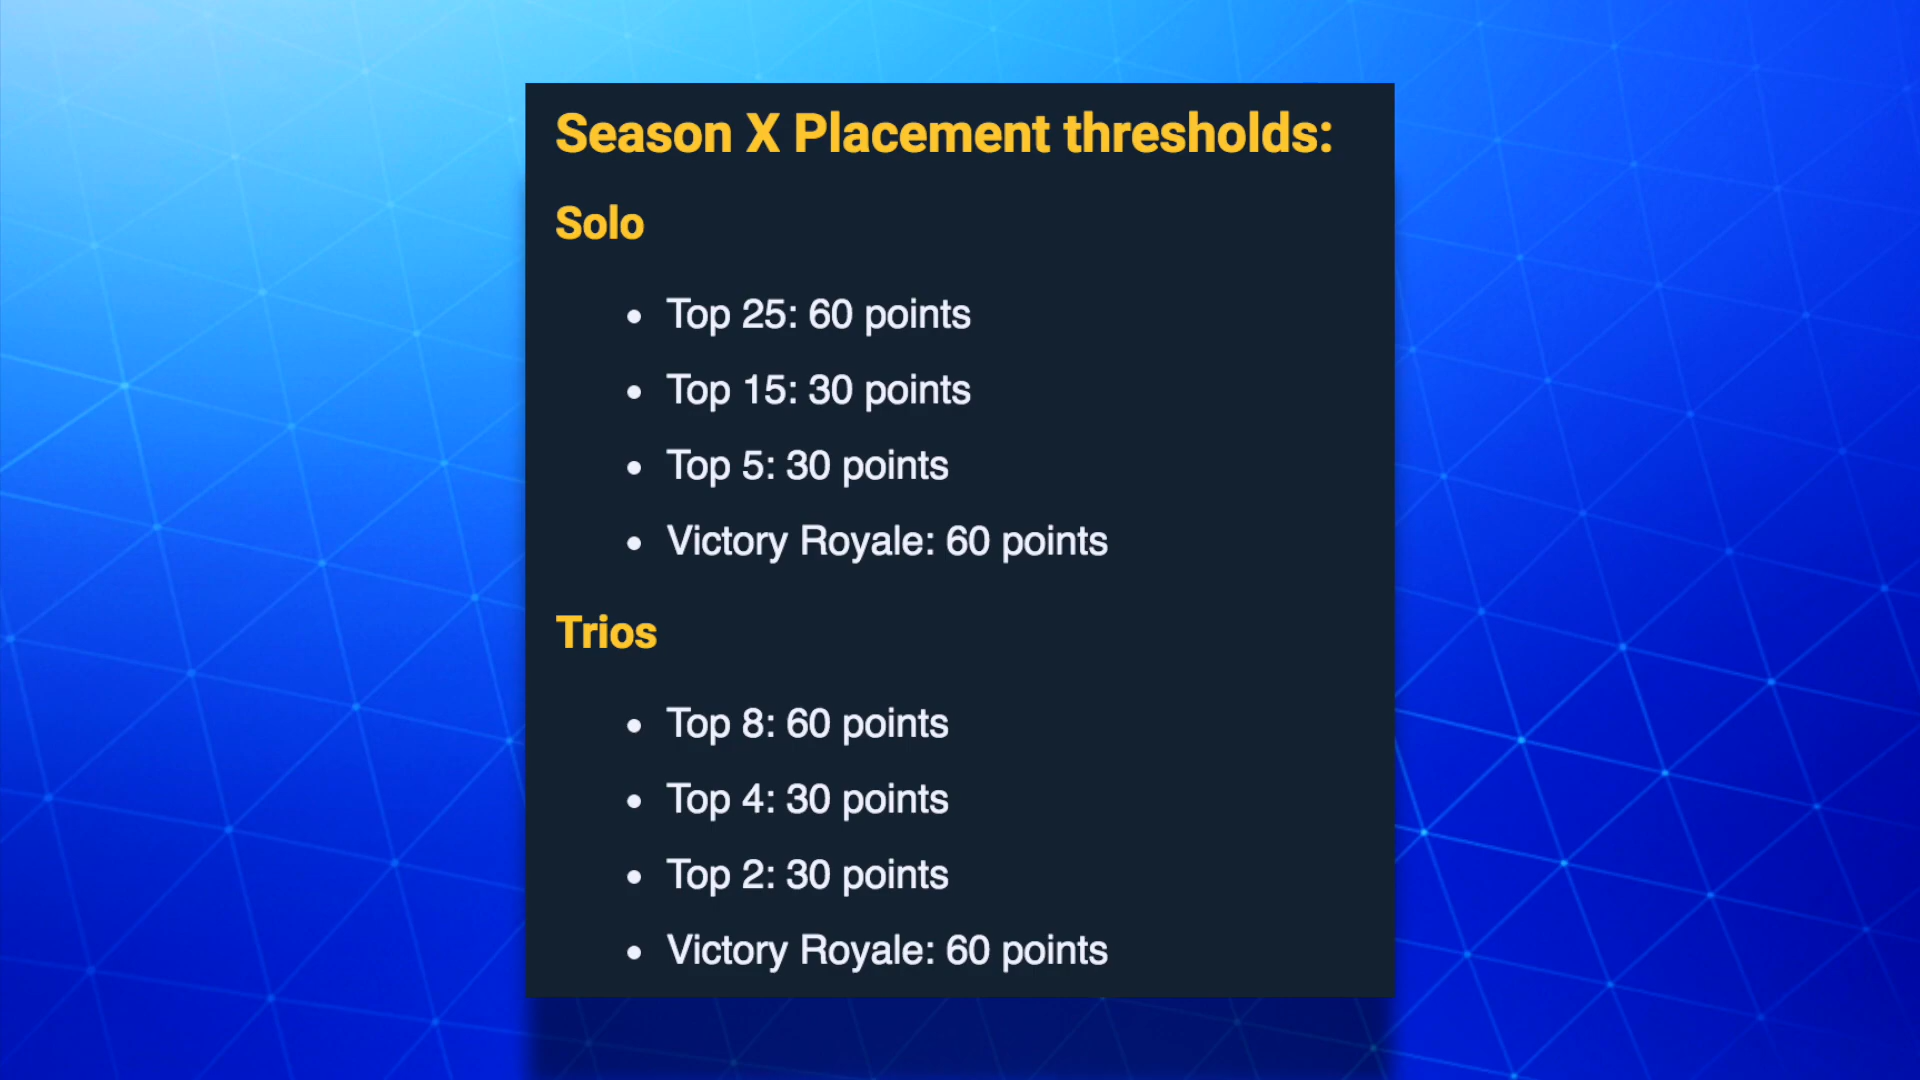 Season X Placement thresholds:
Solo
• Top 25: 60 points
• Top 15: 30 points
• Top 5: 30 points
• Victory Royale: 60 points
Trios
• Top 8: 60 points
• Top 4: 30 points
• Top 2: 30 points
• Victory Royale: 60 points